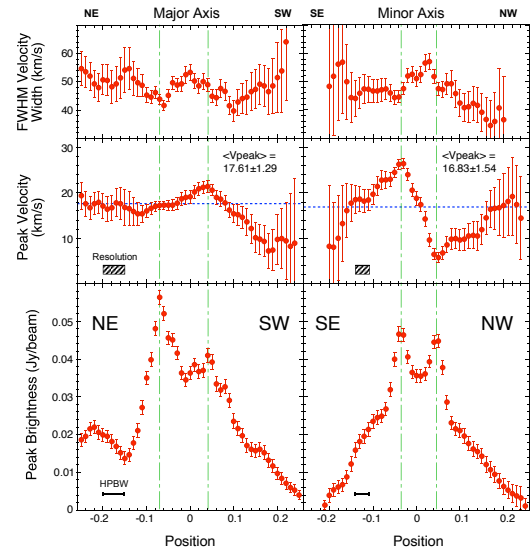 NE Major Axis SW SE Minor Axis NW
FWHM Velocity
Width (km/s)
60
50
40
Peak Velocity
(km/s)
30
20
10
<Vpeak> =
17.61±1.29
<Vpeak> =
16.83±1.54
Resolution
Peak Brightness (Jy/beam)
0.05
0.04
0.03
0.02
0.01
0
NE SW SE NW
HPBW HPBW
-0.2 -0.1 0 0.1 0.2 -0.2 -0.1 0 0.1 0.2
Position Position